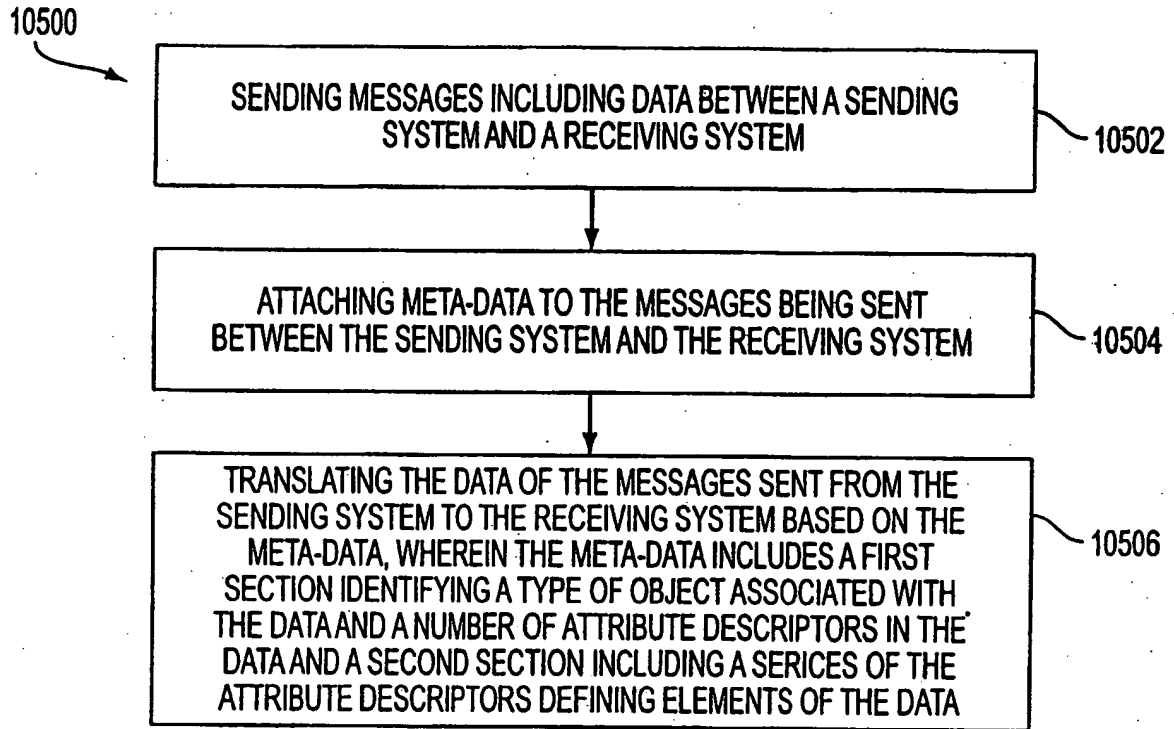 10500
SENDING MESSAGES INCLUDING DATA BETWEEN A SENDING
SYSTEM AND A RECEIVING SYSTEM
10502
ATTACHING META-DATA TO THE MESSAGES BEING SENT
BETWEEN THE SENDING SYSTEM AND THE RECEIVING SYSTEM
10504
TRANSLATING THE DATA OF THE MESSAGES SENT FROM THE
SENDING SYSTEM TO THE RECEIVING SYSTEM BASED ON THE
META-DATA, WHEREIN THE META-DATA INCLUDES A FIRST
SECTION IDENTIFYING A TYPE OF OBJECT ASSOCIATED WITH
THE DATA AND A NUMBER OF ATTRIBUTE DESCRIPTORS IN THE
DATA AND A SECOND SECTION INCLUDING A SERICES OF THE
ATTRIBUTE DESCRIPTORS DEFINING ELEMENTS OF THE DATA
10506